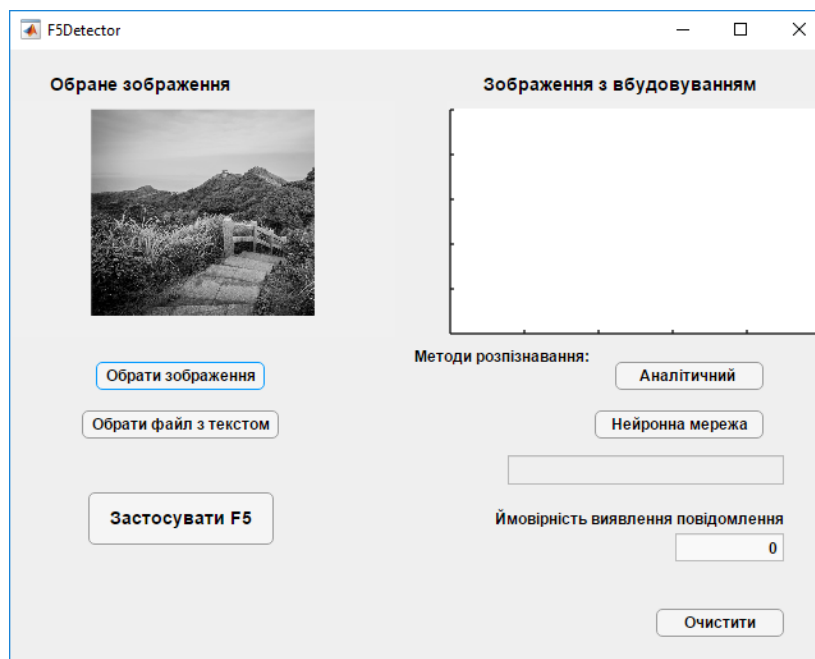 F5Detector
Обране зображення
Зображення з вбудовуванням
Методи розпізнавання:
Обрати зображення
Аналітичний
Обрати файл з текстом
Нейронна мережа
Застосувати F5
Ймовірність виявлення повідомлення
0
Очистити